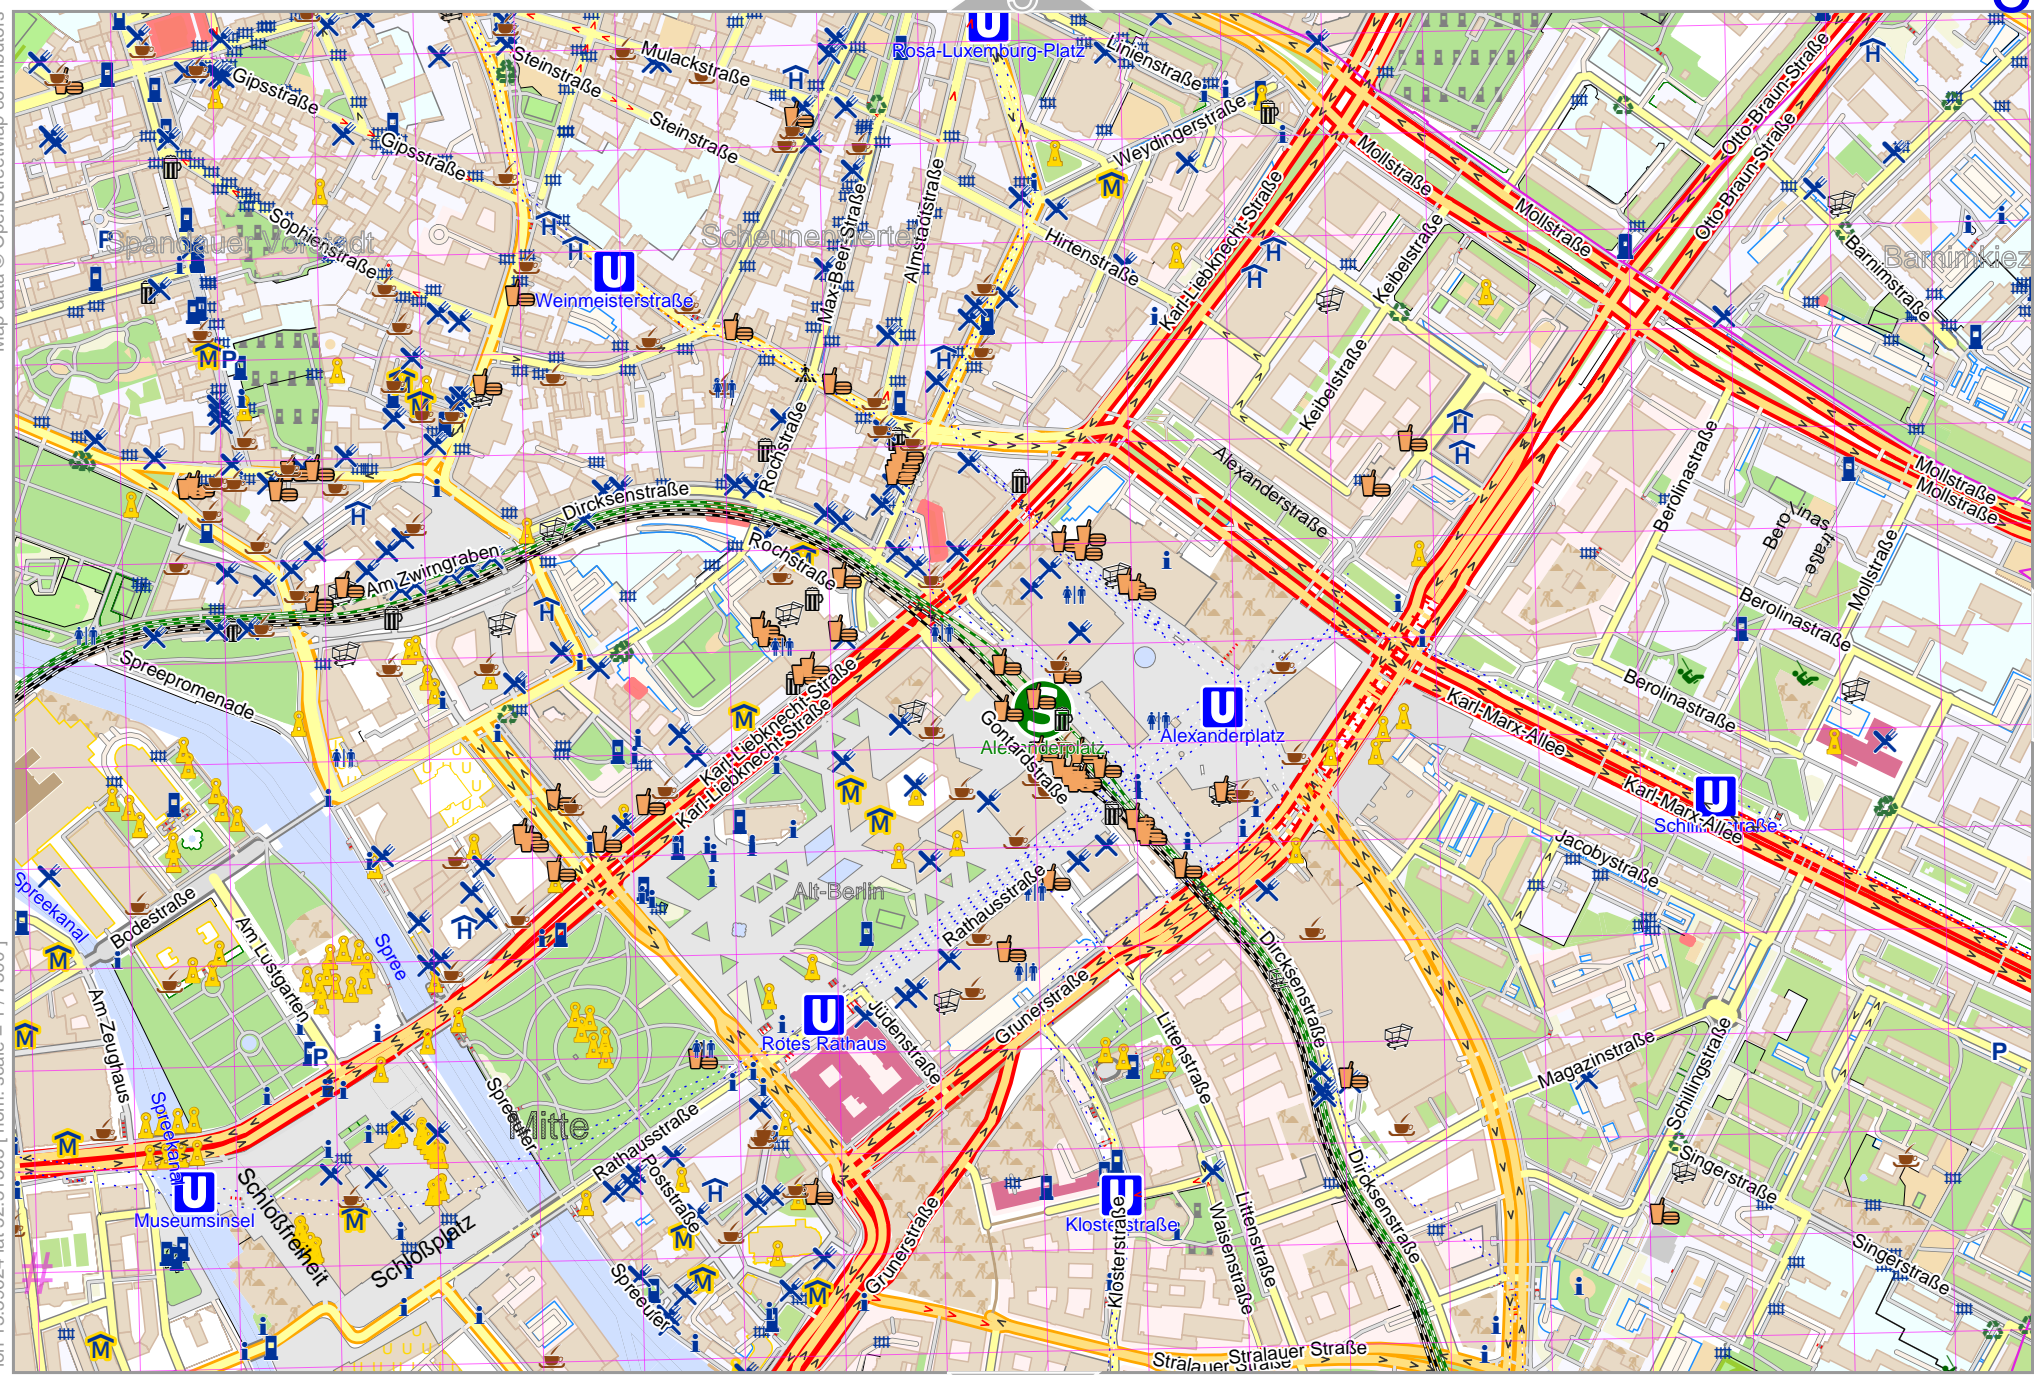 Rosa-Luxemburg-Platz
Linienstraße
Mulackstraße
Steinstraße
Gipsstraße
Otto-Braun-Straße
Otto-Braun-Straße
Steinstraße
Weydingerstraße
Gipsstraße
Mollstraße
Mollstraße
Sophienstraße
Spandauer Vorstadt
Scheunenviertel
Max-Beer-Straße
Almstadtstraße
Hirtenstraße
Karl-Liebknecht-Straße
Keibelstraße
Barnimstraße
Barnimkiez
Weinmeisterstraße
Keibelstraße
Rochstraße
Alexanderstraße
Berolinastraße
Mollstraße
Mollstraße
Dircksenstraße
Rochstraße
Am Zwirngraben
Mollstraße
Berolinastraße
Berolinastraße
Spreepromenade
Karl-Liebknecht-Straße
Karl-Liebknecht-Straße
Gontardstraße
Alexanderplatz
Alexanderplatz
Karl-Marx-Allee
Karl-Marx-Allee
Schillingstraße
Jacobystraße
Alt-Berlin
Spreekanal
Bodestraße
Am Lustgarten
Spree
Rathausstraße
Dircksenstraße
Am Zeughaus
Rotes Rathaus
Jüdenstraße
Grunerstraße
Littenstraße
Magazinstraße
Schillingstraße
P
Spreekanal
Spreeufer
Mitte
Rathausstraße
Poststraße
Dircksenstraße
Singerstraße
Museumsinsel
Schloßfreiheit
Schloßplatz
Klosterstraße
Klosterstraße
Waisenstraße
Littenstraße
Grunerstraße
Spreeufer
Singerstraße
Stralauer Straße
Stralauer Straße